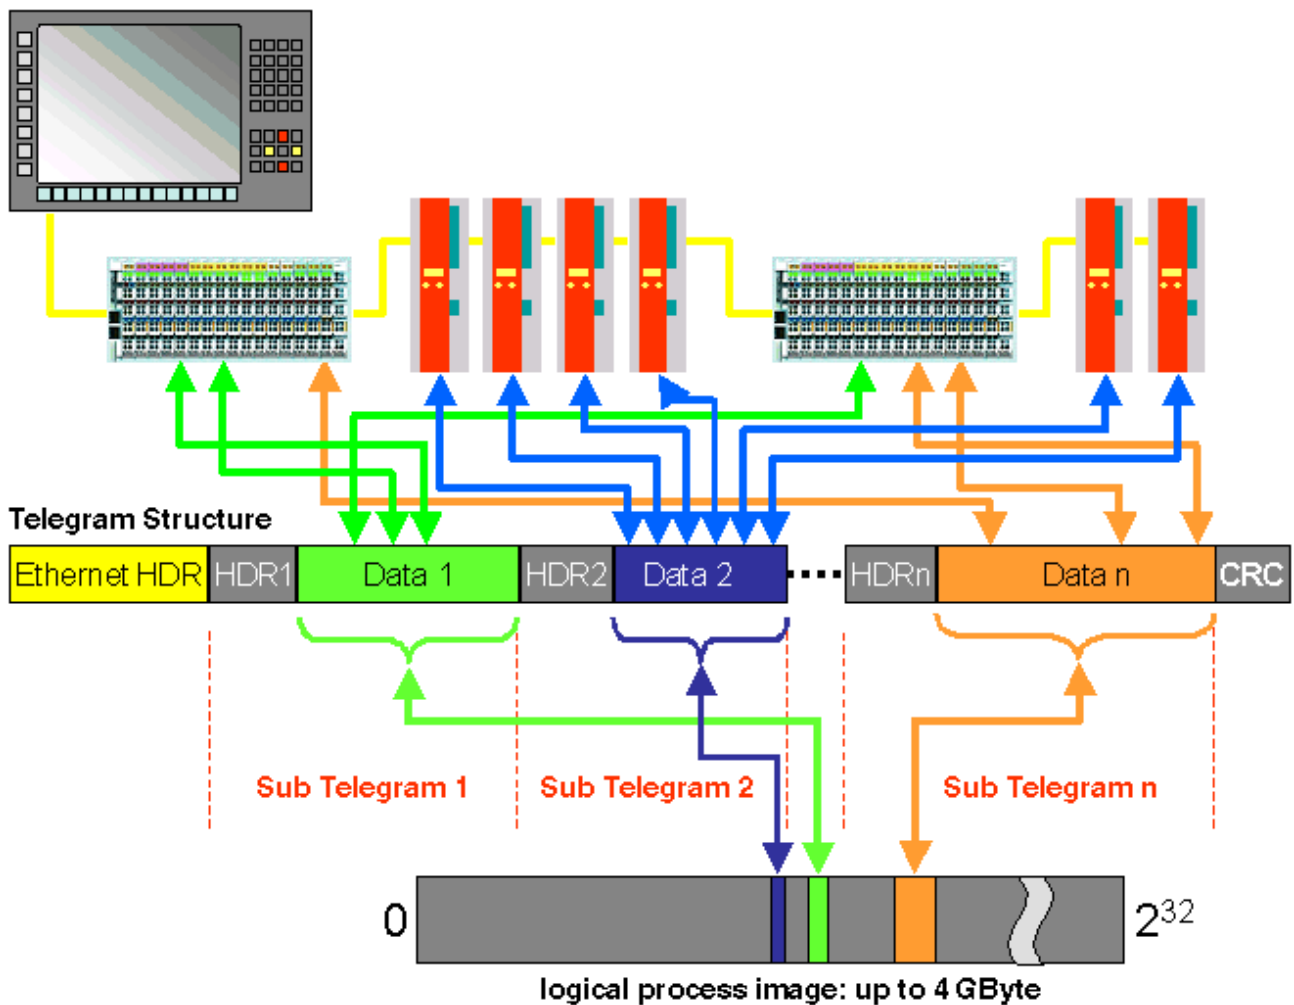 Telegram Structure
Ethernet HDR HDR1 Data 1 HDR2 Data 2 HDRn Data n CRC
Sub Telegram 1 Sub Telegram 2 Sub Telegram n
0 2³²
logical process image: up to 4 GByte